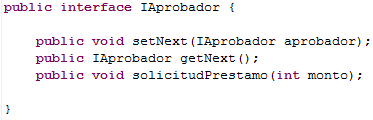 public interface IAprobador {
public void setNext(IAprobador aprobador);
public IAprobador getNext();
public void solicitudPrestamo(int monto);
}